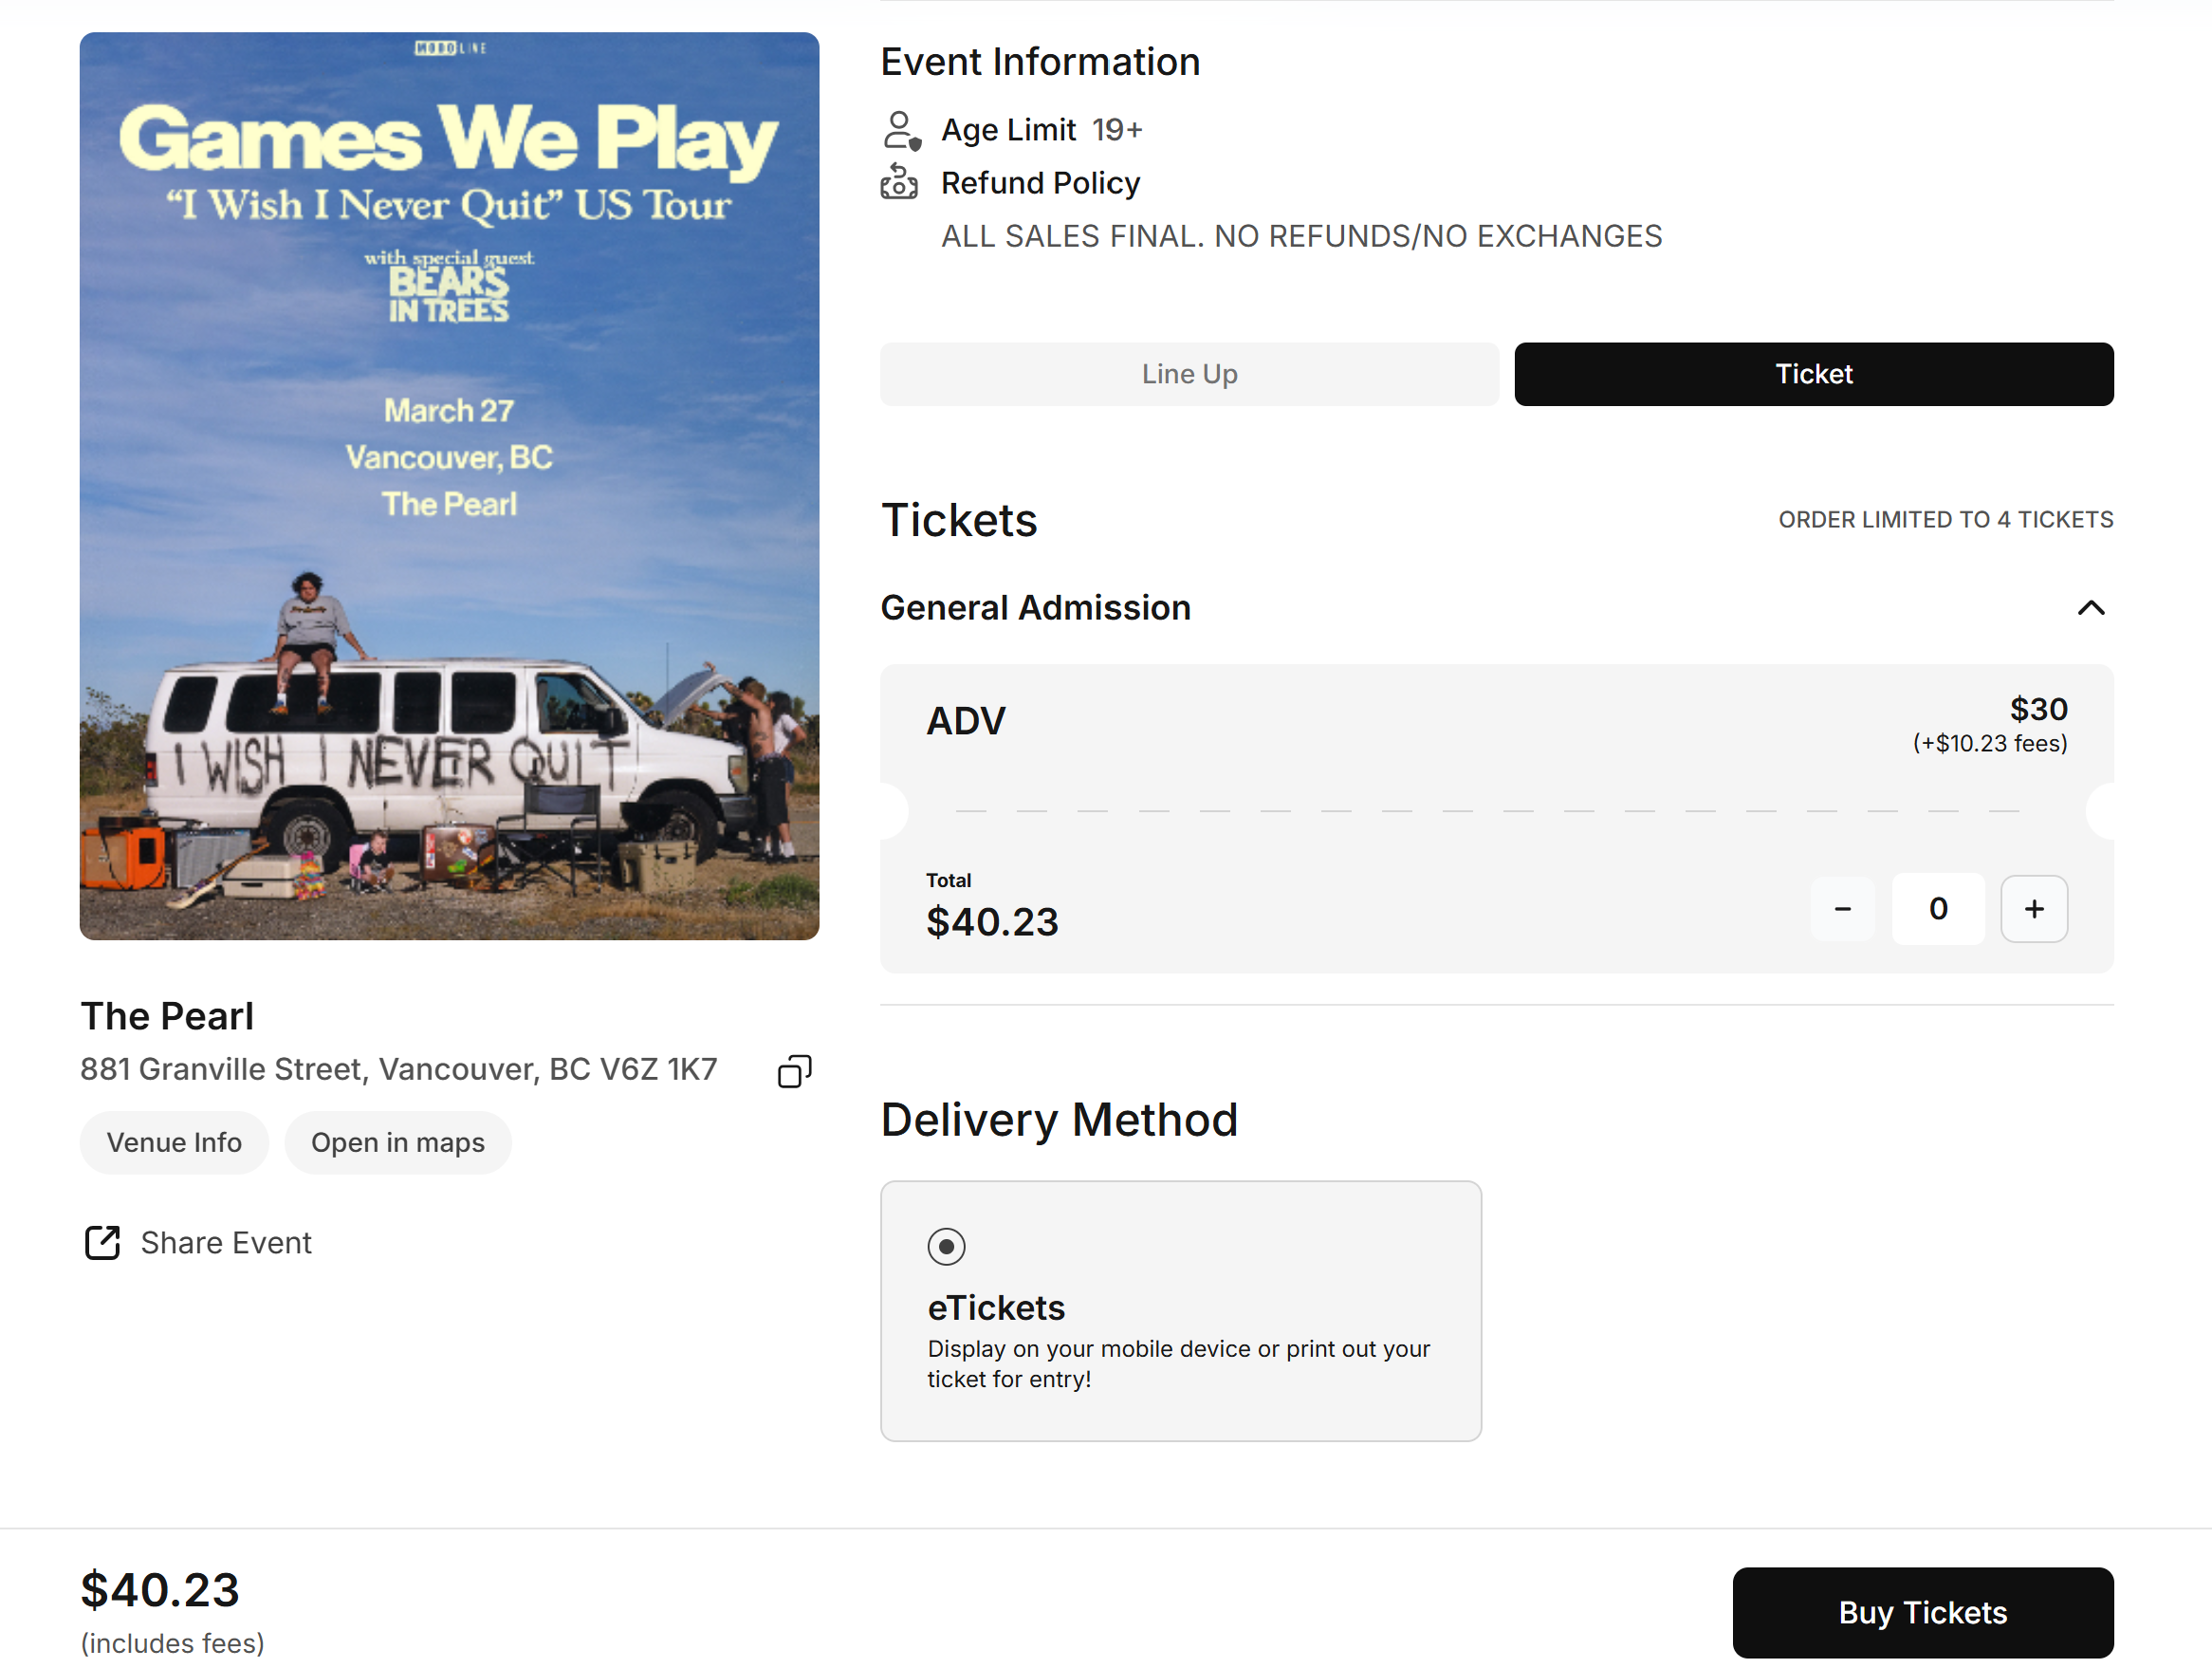 MODO LINE
Games We Play
“I Wish I Never Quit” US Tour
with special guest
BEARS
IN TREES
March 27
Vancouver, BC
The Pearl
I WISH I NEVER QUIT
The Pearl
881 Granville Street, Vancouver, BC V6Z 1K7
Venue Info
Open in maps
Share Event
Event Information
Age Limit 19+
Refund Policy
ALL SALES FINAL. NO REFUNDS/NO EXCHANGES
Line Up
Ticket
Tickets
ORDER LIMITED TO 4 TICKETS
General Admission
ADV
$30
(+$10.23 fees)
Total
$40.23
− 0 +
Delivery Method
eTickets
Display on your mobile device or print out your
ticket for entry!
$40.23
(includes fees)
Buy Tickets